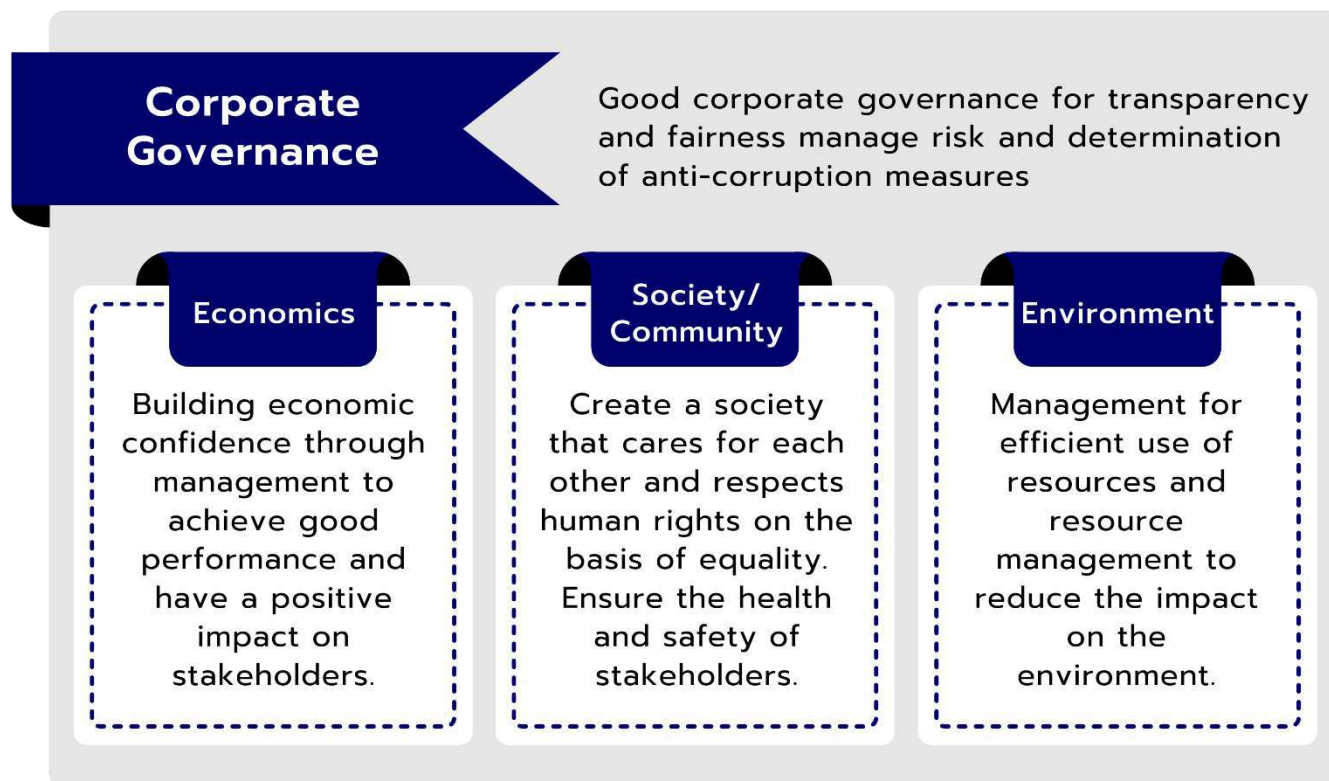 Corporate
Governance
Good corporate governance for transparency
and fairness manage risk and determination
of anti-corruption measures
Economics
Building economic
confidence through
management to
achieve good
performance and
have a positive
impact on
stakeholders.
Society/
Community
Create a society
that cares for each
other and respects
human rights on the
basis of equality.
Ensure the health
and safety of
stakeholders.
Environment
Management for
efficient use of
resources and
resource
management to
reduce the impact
on the
environment.